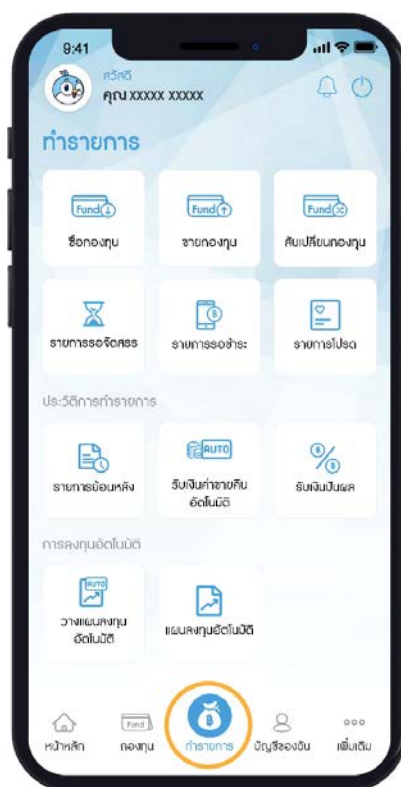 9:41
สวัสดี
คุณ xxxxx xxxxx
ทำรายการ
Fund
Fund
Fund
ซื้อกองทุน
ขายกองทุน
สับเปลี่ยนกองทุน
฿
รายการรอจัดสรร
รายการรอชำระ
รายการโปรด
ประวัติการทำรายการ
AUTO
รายการย้อนหลัง
รับเงินค่าขายคืน
อัตโนมัติ
รับเงินปันผล
การลงทุนอัตโนมัติ
AUTO
วางแผนลงทุน
อัตโนมัติ
แผนลงทุนอัตโนมัติ
Fund
฿
หน้าหลัก
กองทุน
ทำรายการ
บัญชีของฉัน
เพิ่มเติม